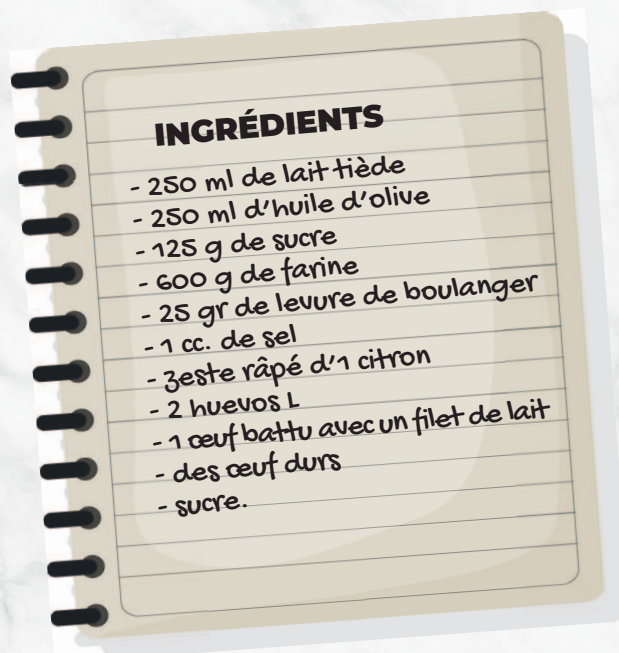 INGRÉDIENTS
- 250 ml de lait tiède
- 250 ml d'huile d'olive
- 125 g de sucre
- 600 g de farine
- 25 gr de levure de boulanger
- 1 cc. de sel
- zeste râpé d'1 citron
- 2 huevos L
- 1 œuf battu avec un filet de lait
- des œuf durs
- sucre.